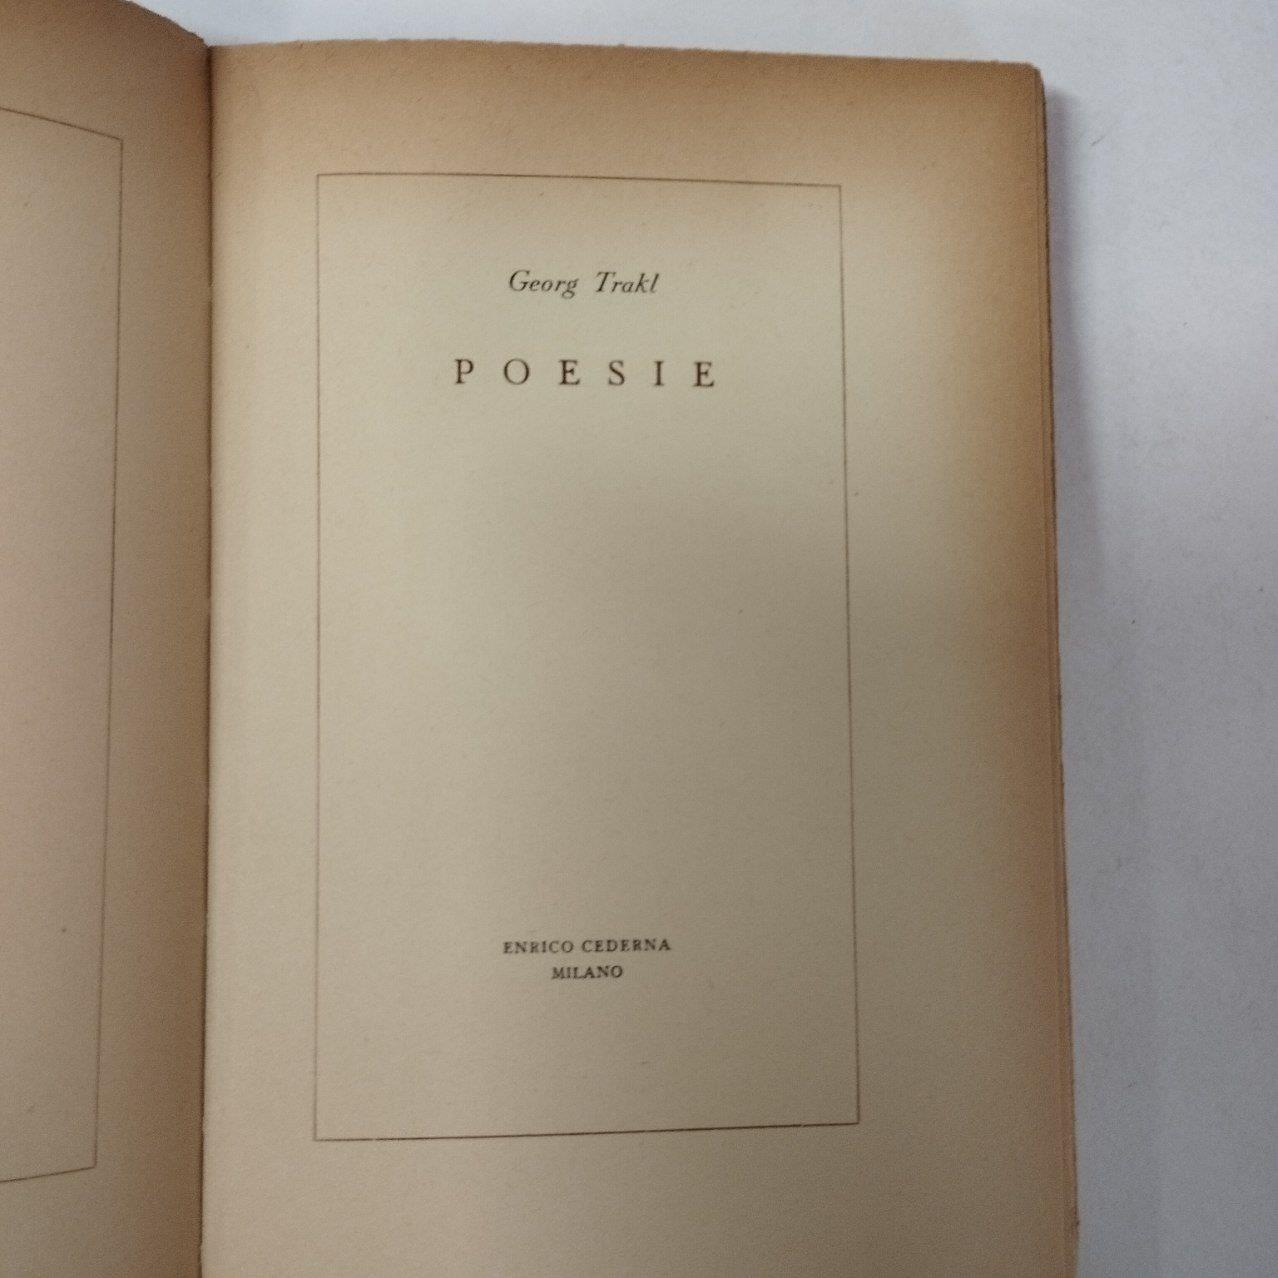 Georg Trakl
POESIE
ENRICO CEDERNA
MILANO